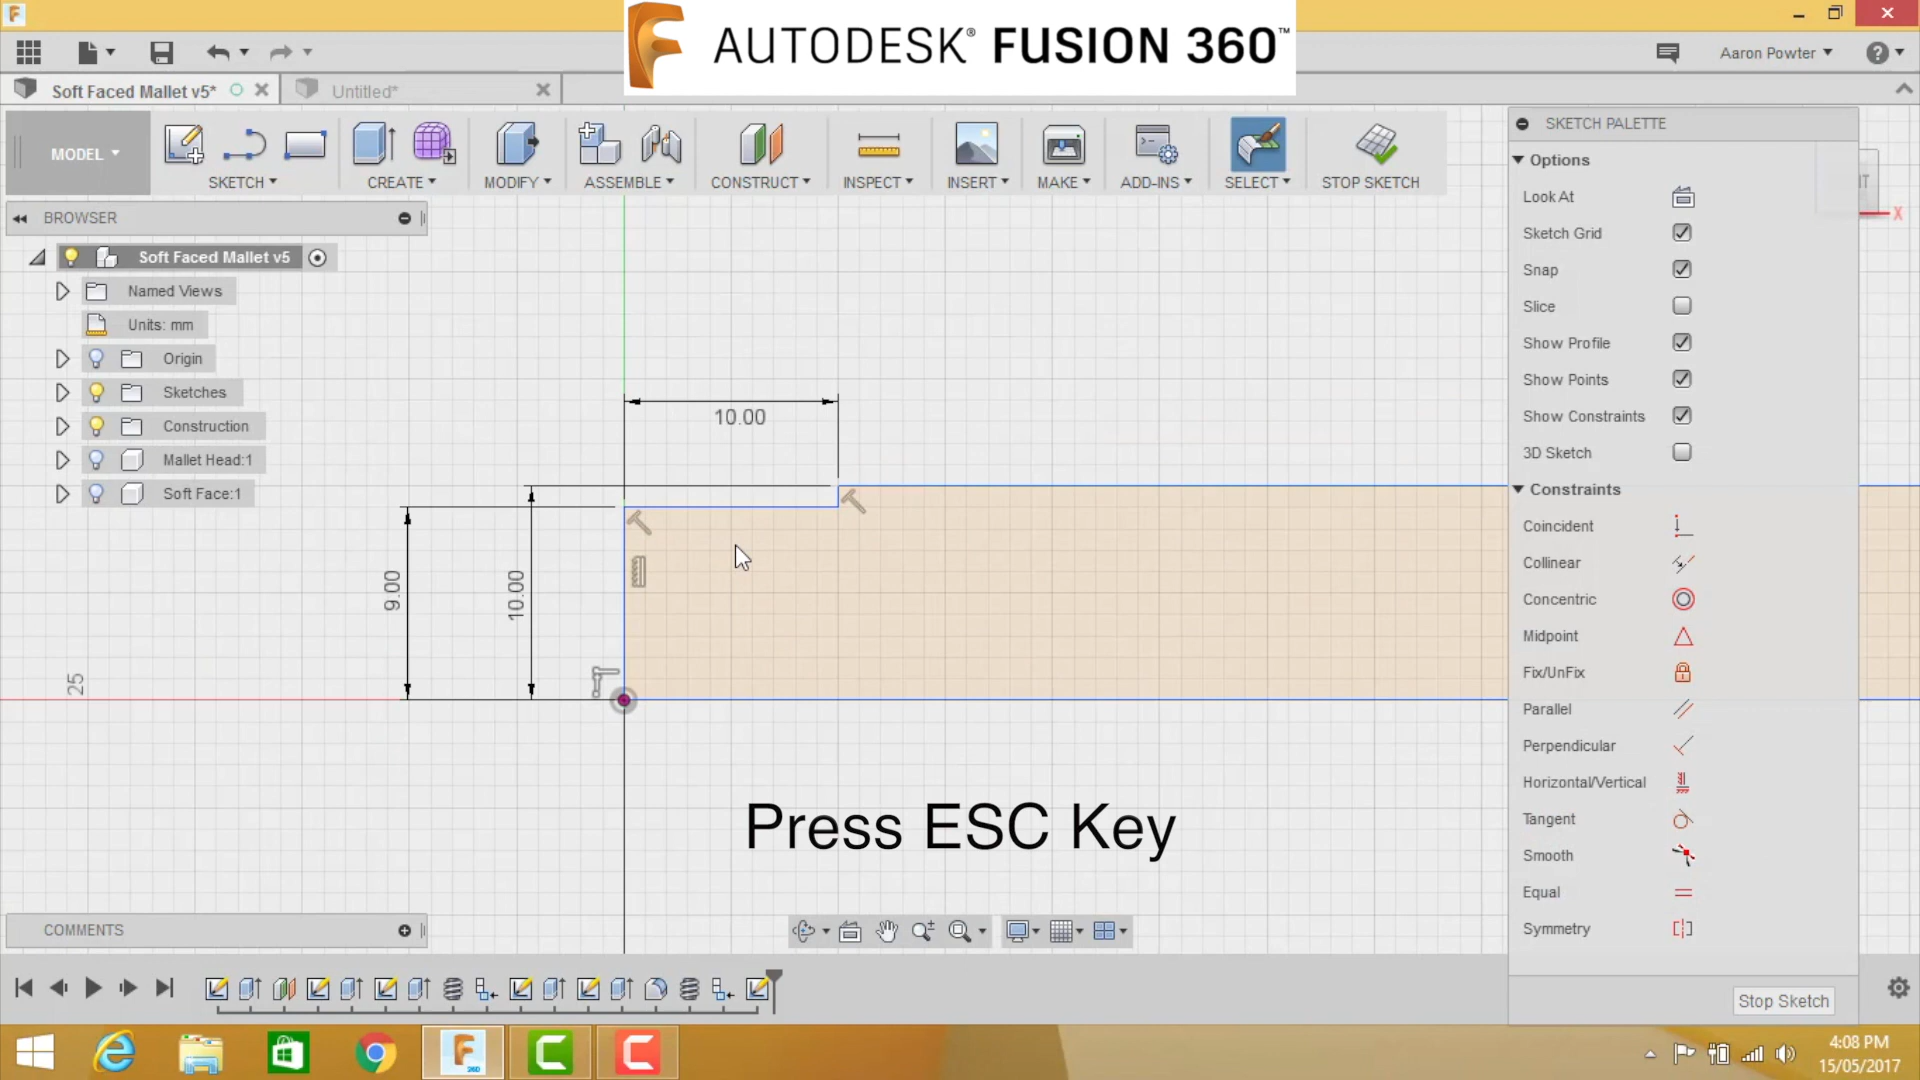 AUTODESK® FUSION 360™
Aaron Powter
Soft Faced Mallet v5*
Untitled*
MODEL
SKETCH
CREATE
MODIFY
ASSEMBLE
CONSTRUCT
INSPECT
INSERT
MAKE
ADD-INS
SELECT
STOP SKETCH
BROWSER
Soft Faced Mallet v5
Named Views
Units: mm
Origin
Sketches
Construction
Mallet Head:1
Soft Face:1
10.00
9.00
10.00
25
Press ESC Key
SKETCH PALETTE
Options
Look At
Sketch Grid
Snap
Slice
Show Profile
Show Points
Show Constraints
3D Sketch
Constraints
Coincident
Collinear
Concentric
Midpoint
Fix/UnFix
Parallel
Perpendicular
Horizontal/Vertical
Tangent
Smooth
Equal
Symmetry
Stop Sketch
X
COMMENTS
4:08 PM
15/05/2017